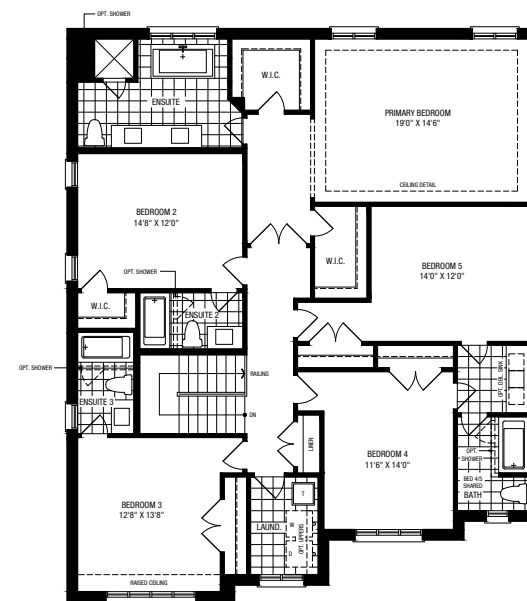 OPT. SHOWER
W.I.C.
ENSUITE
PRIMARY BEDROOM
19'0" X 14'6"
CEILING DETAIL
BEDROOM 2
14'8" X 12'0"
W.I.C.
BEDROOM 5
14'0" X 12'0"
OPT. SHOWER
W.I.C.
ENSUITE 2
OPT. SHOWER
RAILING
OPT. DBL. SINK
ENSUITE 3
DN
LINEN
BEDROOM 4
11'6" X 14'0"
OPT.
SHOWER
BED 4/5
SHARED
BATH
BEDROOM 3
12'8" X 13'8"
T
LAUND.
W
D
OPT. UPPERS
RAISED CEILING